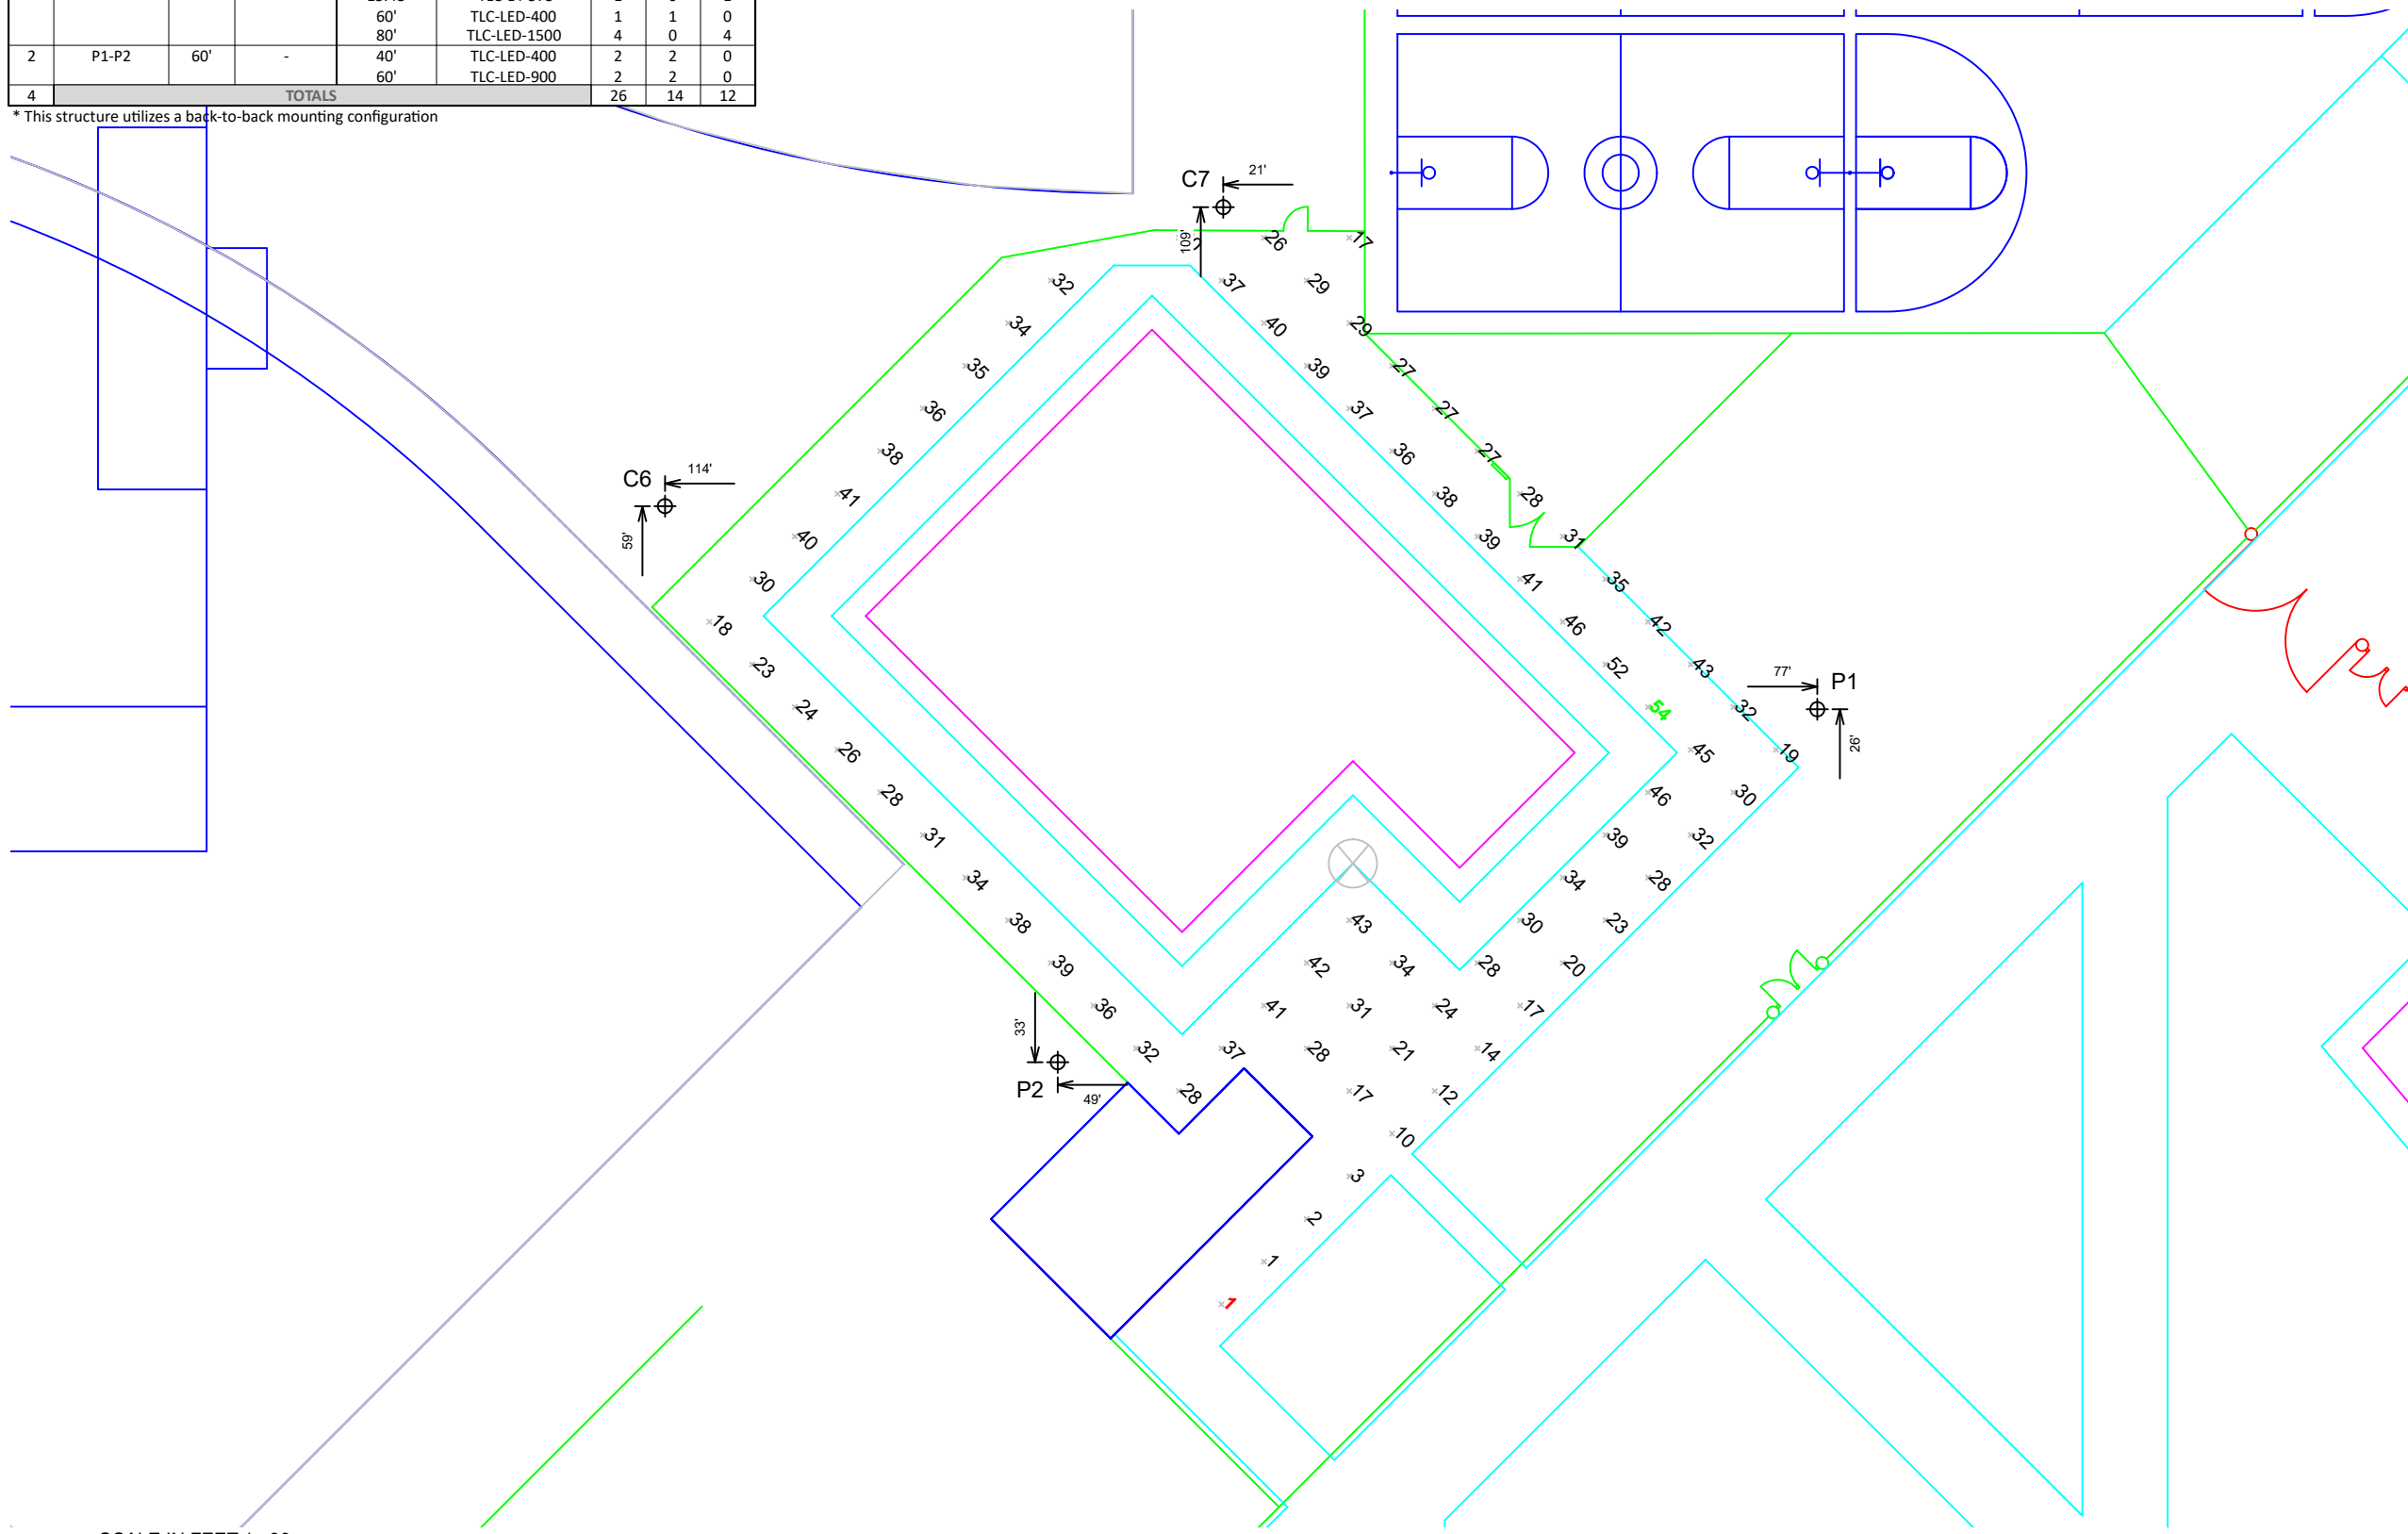 60' TLC-LED-400 1 1 0
80' TLC-LED-1500 4 0 4
2 P1-P2 60' - 40' TLC-LED-400 2 2 0
60' TLC-LED-900 2 2 0
4 TOTALS 26 14 12
* This structure utilizes a back-to-back mounting configuration
C7 21'
109'
2 26 17
32 37 29
34 40 29
35 39 27
36 37 27
38 36 27
C6 114'
41 38 28
59'
40 39 31
30 41 35
18 46 42
23 52 43
77' P1
24 54 32
26'
26 45 19
28 46 30
31 39 32
34 34 28
38 43 30 23
39 42 34 28 20
36 41 31 24 17
33'
32 37 28 21 14
P2 49'
28 17 12
10
3
2
1
1